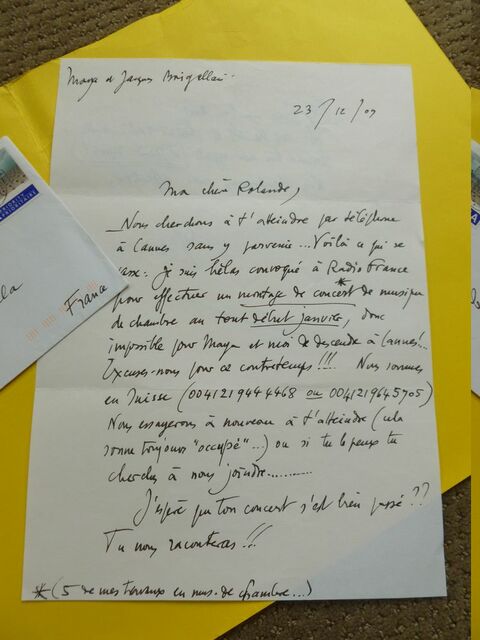 Maya et Jacques
23/12/09
Ma chère Rolande,
Nous cherchons à t'atteindre par téléphone
à Cannes sans y parvenir... Voilà ce qui se
passe: je suis hélas convoqué à Radio France
pour effectuer un montage de concert* de musique
de chambre au tout début janvier, donc
impossible pour Maya et moi de descendre à Cannes!..
Excusez-nous pour ce contretemps!!! Nous sommes
en Suisse (0041219444468 ou 0041219645705)
Nous essayerons à nouveau à t'atteindre (cela
sonne toujours "occupé"...) ou si tu le peux tu
cherches à nous joindre............
J'espère que ton concert s'est bien passé??
Tu nous raconteras!!!
*(5 de mes travaux en mus. de chambre...)
France